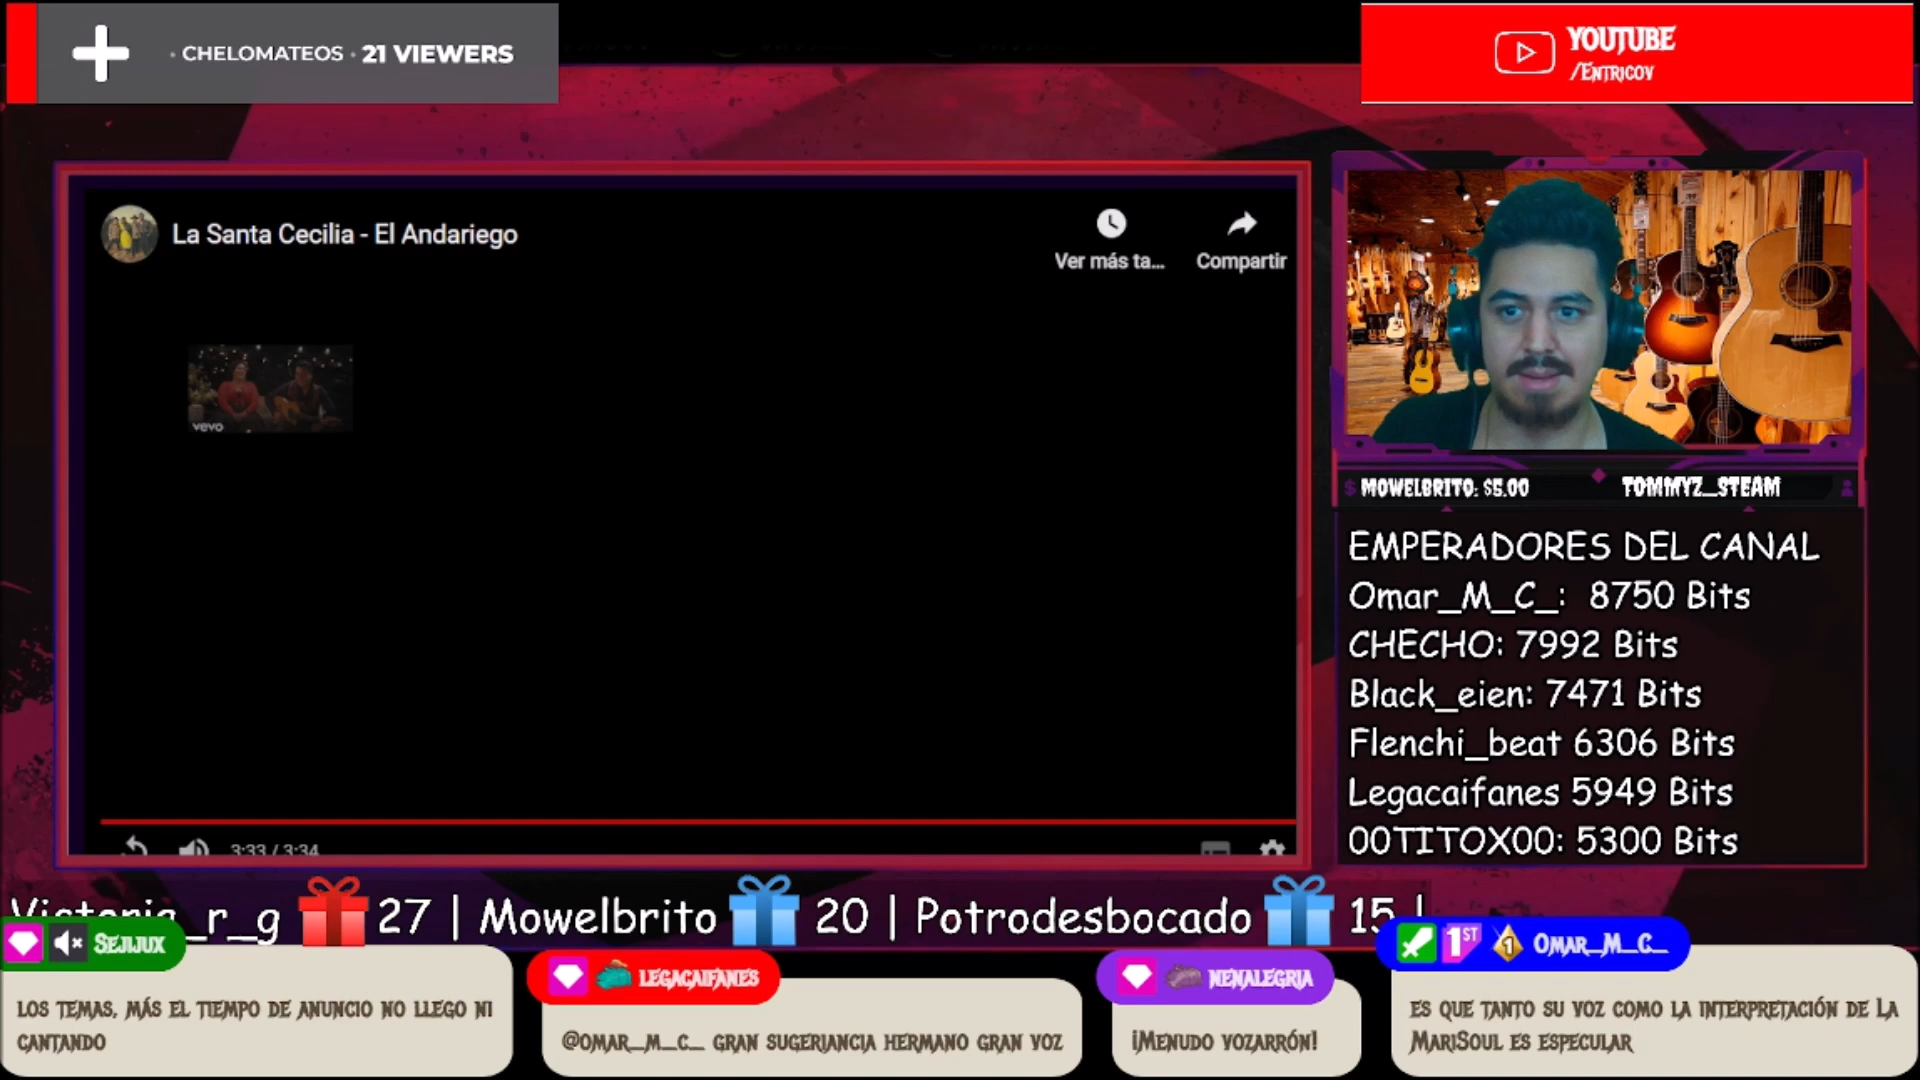 · CHELOMATEOS · 21 VIEWERS
YOUTUBE
/ENTRICOV
La Santa Cecilia - El Andariego
Ver más ta...
Compartir
vevo
3:33 / 3:34
$ MOWELBRITO: $5.00
TOMMYZ_STEAM
EMPERADORES DEL CANAL
Omar_M_C_: 8750 Bits
CHECHO: 7992 Bits
Black_eien: 7471 Bits
Flenchi_beat 6306 Bits
Legacaifanes 5949 Bits
00TITOX00: 5300 Bits
Victoria_r_g 27 | Mowelbrito 20 | Potrodesbocado 15 |
SEJIJUX
LOS TEMAS, MÁS EL TIEMPO DE ANUNCIO NO LLEGO NI
CANTANDO
LEGACAIFANES
@OMAR_M_C_ GRAN SUGERIANCIA HERMANO GRAN VOZ
NENALEGRIA
¡MENUDO VOZARRÓN!
1ST 1 OMAR_M_C_
ES QUE TANTO SU VOZ COMO LA INTERPRETACIÓN DE LA
MARISOUL ES ESPECULAR